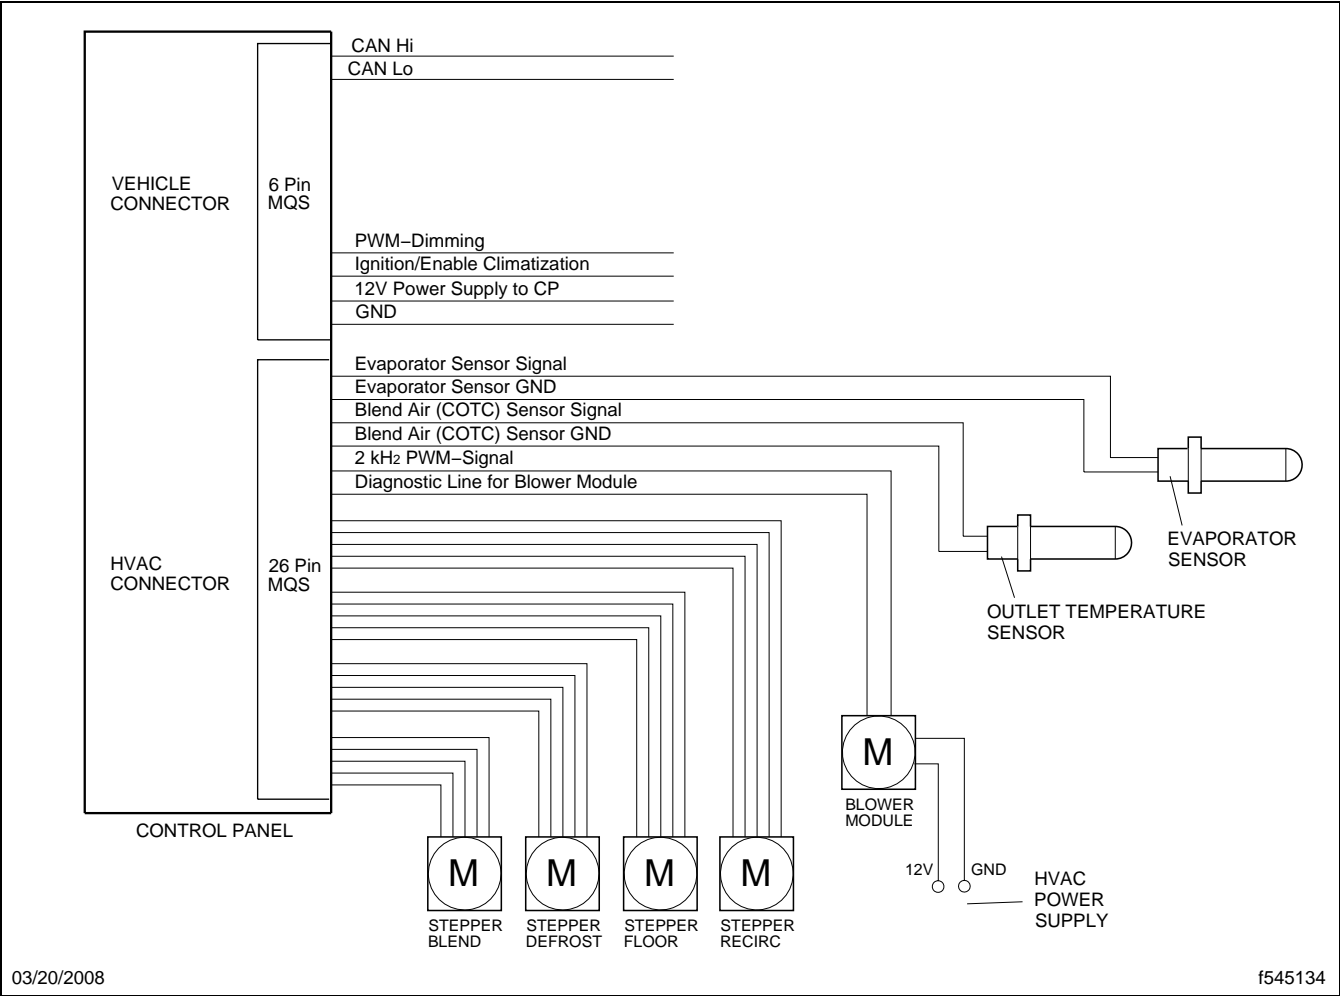 CAN Hi
CAN Lo
VEHICLE
CONNECTOR
6 Pin
MQS
PWM–Dimming
Ignition/Enable Climatization
12V Power Supply to CP
GND
Evaporator Sensor Signal
Evaporator Sensor GND
Blend Air (COTC) Sensor Signal
Blend Air (COTC) Sensor GND
2 kH2 PWM–Signal
Diagnostic Line for Blower Module
HVAC
CONNECTOR
26 Pin
MQS
EVAPORATOR
SENSOR
OUTLET TEMPERATURE
SENSOR
M
BLOWER
MODULE
CONTROL PANEL
M
M
M
M
12V
GND
HVAC
POWER
SUPPLY
STEPPER
BLEND
STEPPER
DEFROST
STEPPER
FLOOR
STEPPER
RECIRC
03/20/2008
f545134